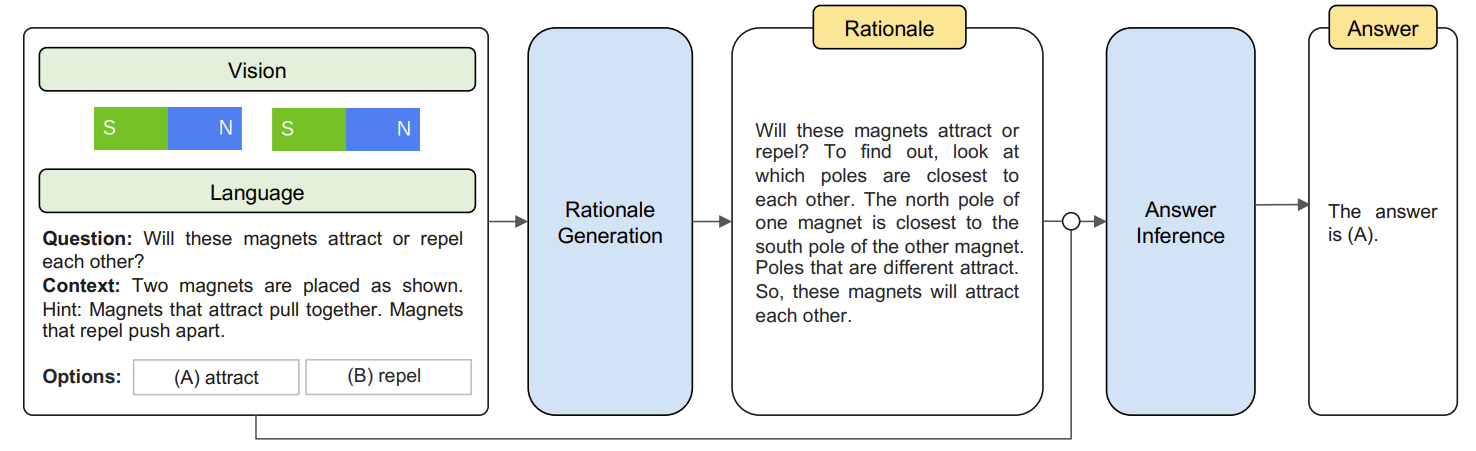 Vision
S N S N
Language
Question: Will these magnets attract or repel
each other?
Context: Two magnets are placed as shown.
Hint: Magnets that attract pull together. Magnets
that repel push apart.
Options: (A) attract (B) repel
Rationale
Generation
Rationale
Will these magnets attract or
repel? To find out, look at
which poles are closest to
each other. The north pole of
one magnet is closest to the
south pole of the other magnet.
Poles that are different attract.
So, these magnets will attract
each other.
Answer
Inference
Answer
The answer
is (A).